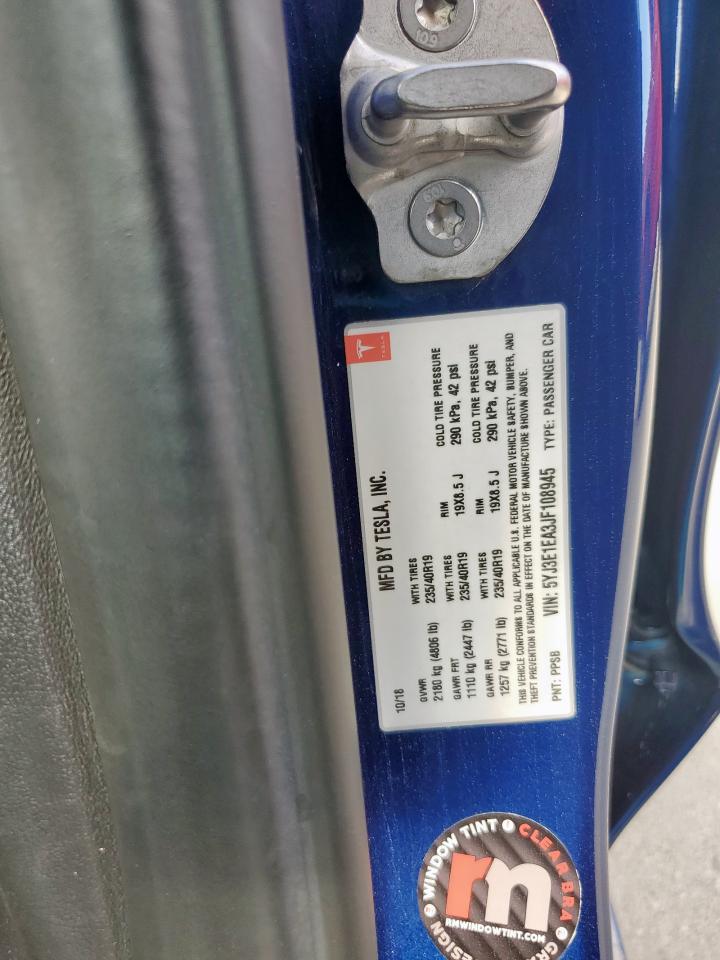 TESLA
MFD BY TESLA, INC.
10/18
GVWR WITH TIRES RIM COLD TIRE PRESSURE
2180 kg (4806 lb) 235/40R19 19X8.5 J 290 kPa, 42 psi
GAWR FRT WITH TIRES RIM COLD TIRE PRESSURE
1110 kg (2447 lb) 235/40R19 19X8.5 J 290 kPa, 42 psi
GAWR RR WITH TIRES
1257 kg (2771 lb) 235/40R19
THIS VEHICLE CONFORMS TO ALL APPLICABLE U.S. FEDERAL MOTOR VEHICLE SAFETY, BUMPER, AND
THEFT PREVENTION STANDARDS IN EFFECT ON THE DATE OF MANUFACTURE SHOWN ABOVE.
PNT: PPSB VIN: 5YJ3E1EA3JF108945 TYPE: PASSENGER CAR
WINDOW TINT CLEAR BRA
rm
RMWINDOWTINT.COM